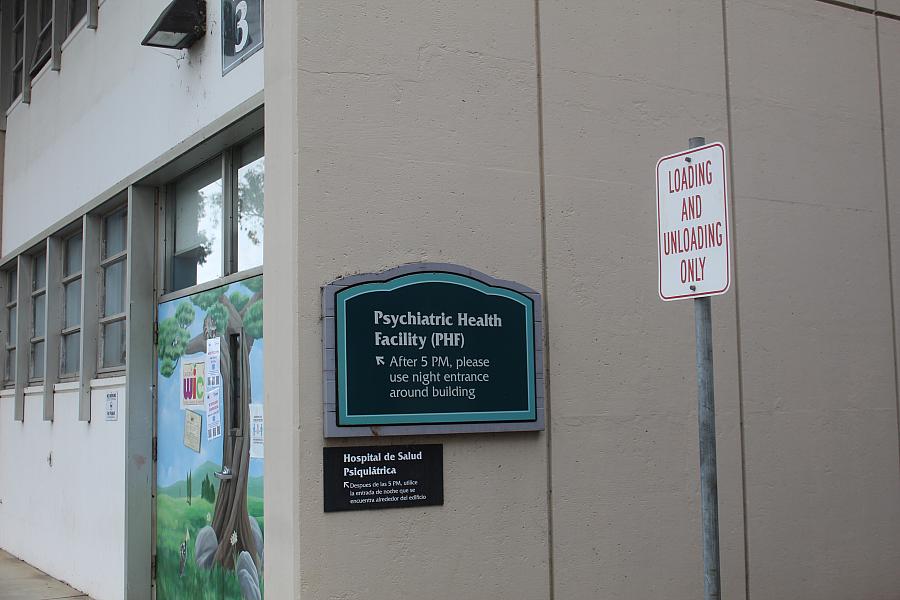 3
Psychiatric Health
Facility (PHF)
After 5 PM, please
use night entrance
around building
Hospital de Salud
Psiquiátrica
Despues de las 5 PM, utilice
la entrada de noche que se
encuentra alrededor del edificio
LOADING
AND
UNLOADING
ONLY
wic